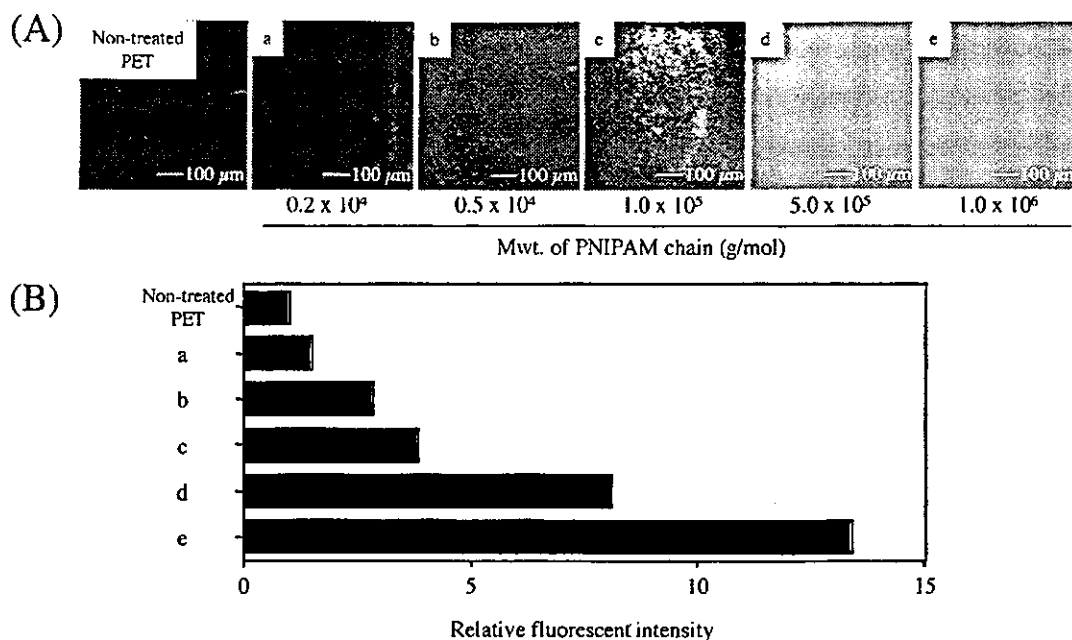 (A)
Non-treated
PET
a
b
c
d
e
100 μm
100 μm
100 μm
100 μm
100 μm
100 μm
0.2 x 10⁴
0.5 x 10⁴
1.0 x 10⁵
5.0 x 10⁵
1.0 x 10⁶
Mwt. of PNIPAM chain (g/mol)
(B)
Non-treated
PET
a
b
c
d
e
0
5
10
15
Relative fluorescent intensity